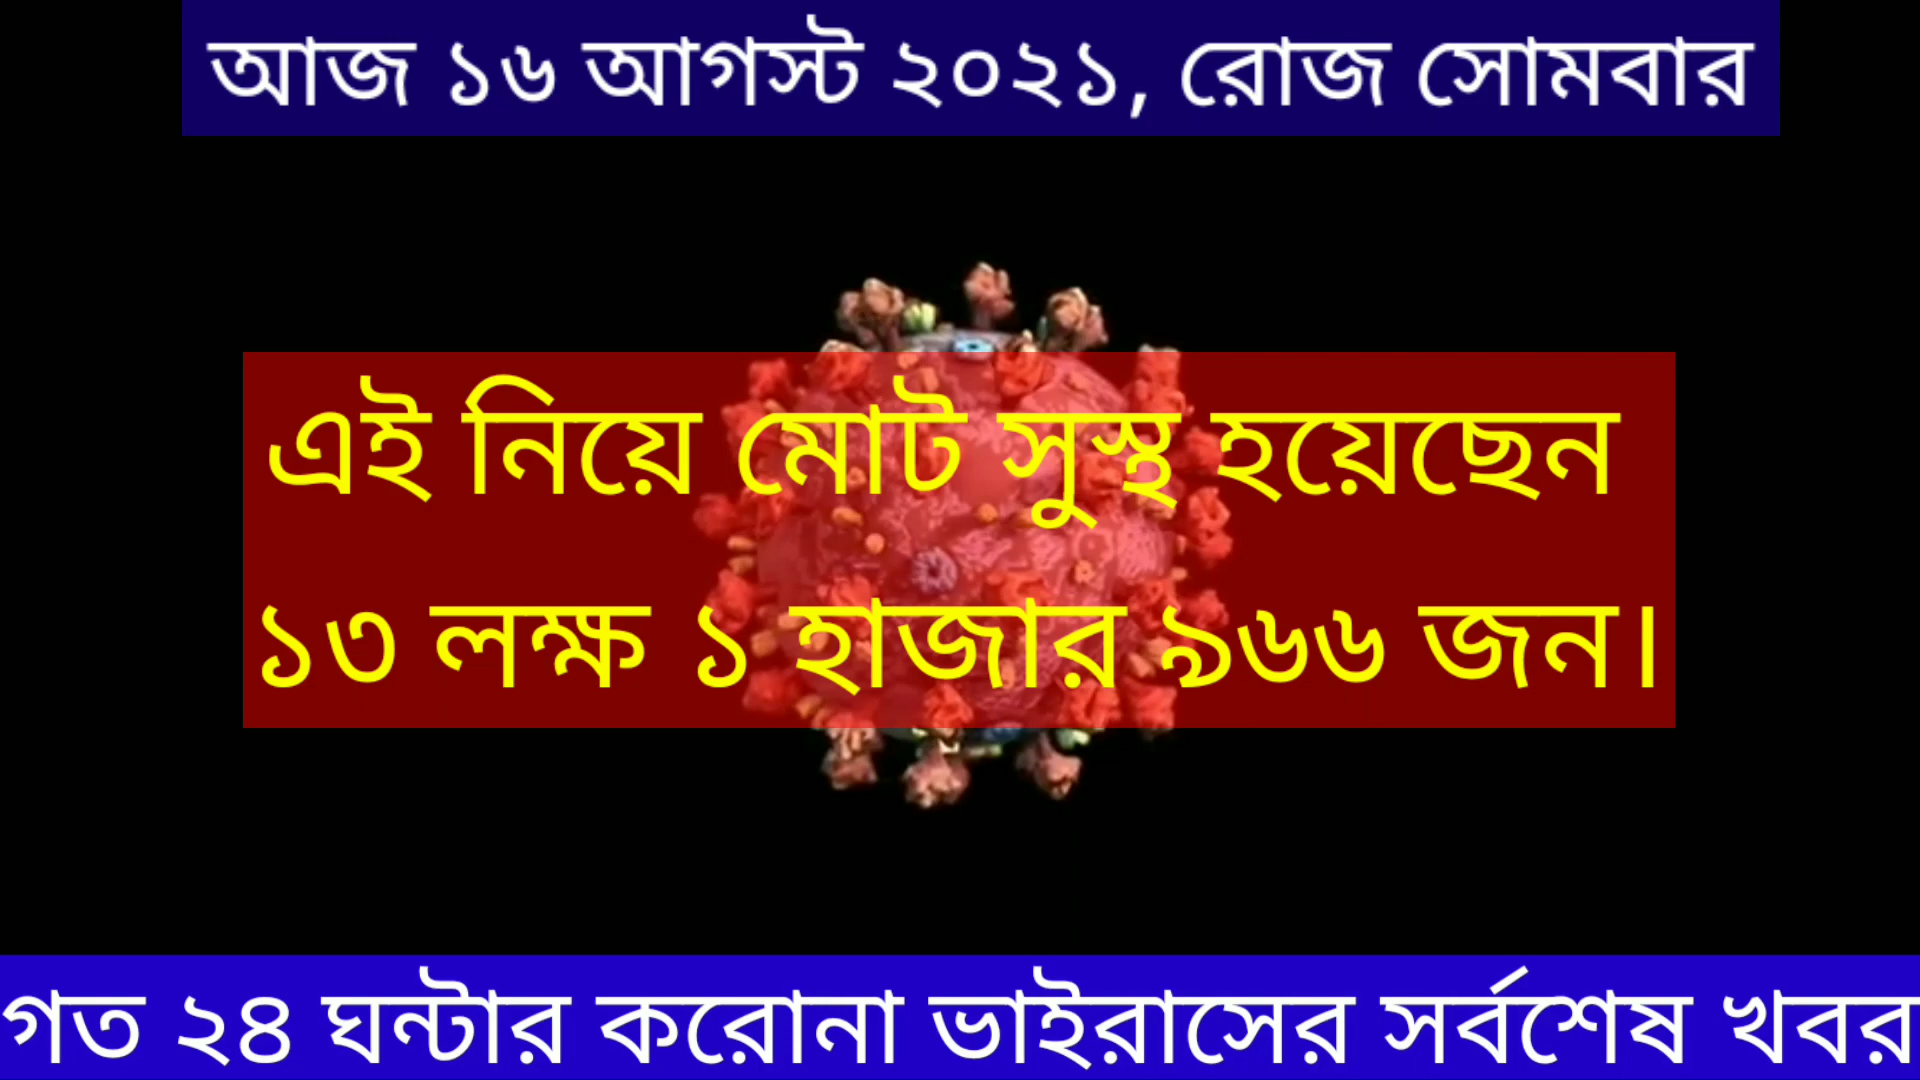 আজ ১৬ আগস্ট ২০২১, রোজ সোমবার
এই নিয়ে মোট সুস্থ হয়েছেন
১৩ লক্ষ ১ হাজার ৯৬৬ জন।
গত ২৪ ঘন্টার করোনা ভাইরাসের সর্বশেষ খবর